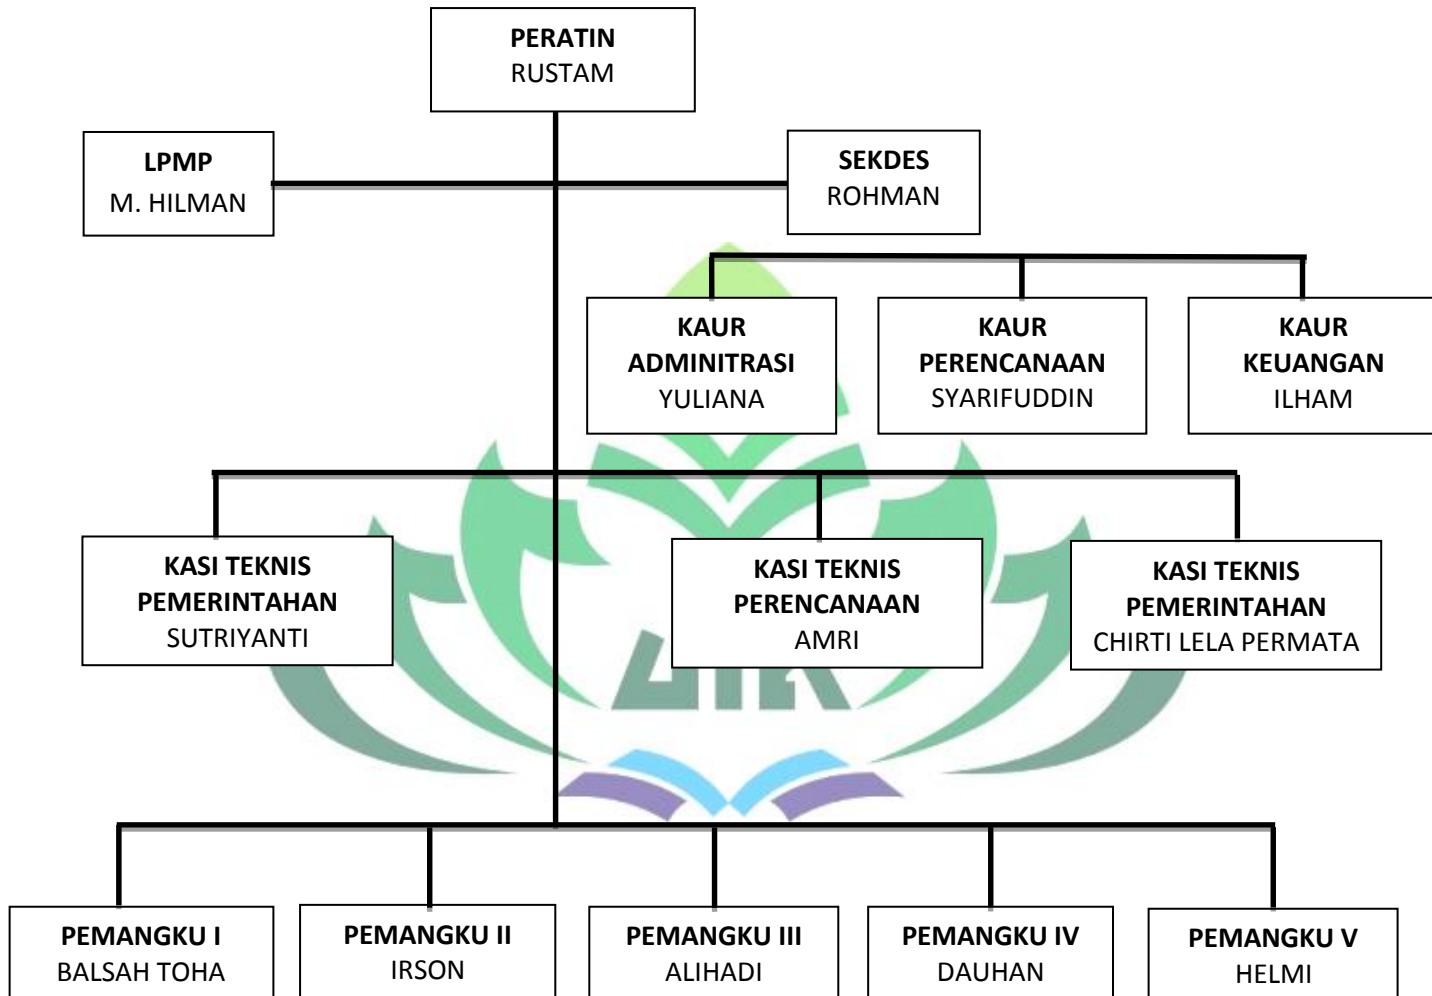 PERATIN
RUSTAM
LPMP
M. HILMAN
SEKDES
ROHMAN
KAUR
ADMINITRASI
YULIANA
KAUR
PERENCANAAN
SYARIFUDDIN
KAUR
KEUANGAN
ILHAM
KASI TEKNIS
PEMERINTAHAN
SUTRIYANTI
KASI TEKNIS
PERENCANAAN
AMRI
KASI TEKNIS
PEMERINTAHAN
CHIRTI LELA PERMATA
PEMANGKU I
BALSAH TOHA
PEMANGKU II
IRSON
PEMANGKU III
ALIHADI
PEMANGKU IV
DAUHAN
PEMANGKU V
HELMI